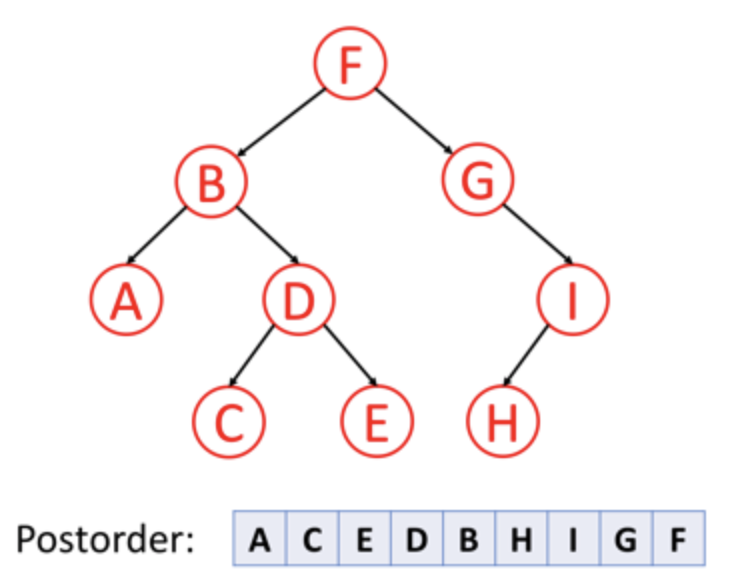 F
B G
A D I
C E H
Postorder: A C E D B H I G F